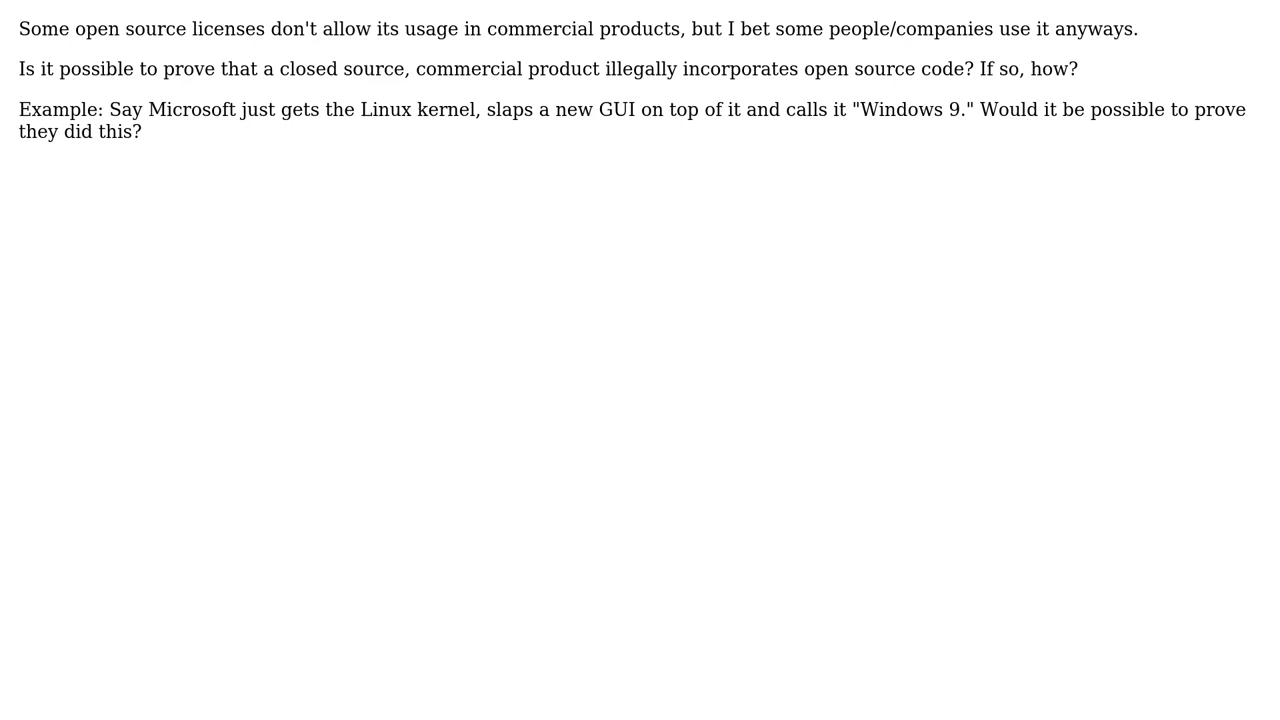 Some open source licenses don't allow its usage in commercial products, but I bet some people/companies use it anyways.
Is it possible to prove that a closed source, commercial product illegally incorporates open source code? If so, how?
Example: Say Microsoft just gets the Linux kernel, slaps a new GUI on top of it and calls it "Windows 9." Would it be possible to prove
they did this?